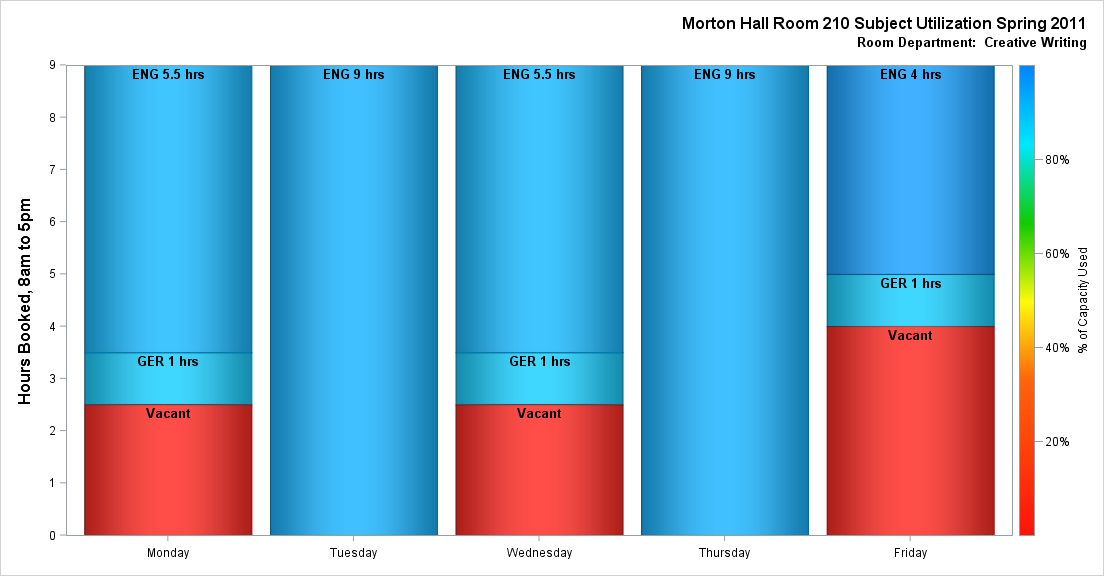 Morton Hall Room 210 Subject Utilization Spring 2011
Room Department:  Creative Writing
Hours Booked, 8am to 5pm
9
8
7
6
5
4
3
2
1
0
ENG 5.5 hrs
GER 1 hrs
Vacant
ENG 9 hrs
ENG 5.5 hrs
GER 1 hrs
Vacant
ENG 9 hrs
ENG 4 hrs
GER 1 hrs
Vacant
Monday
Tuesday
Wednesday
Thursday
Friday
80%
60%
40%
20%
% of Capacity Used